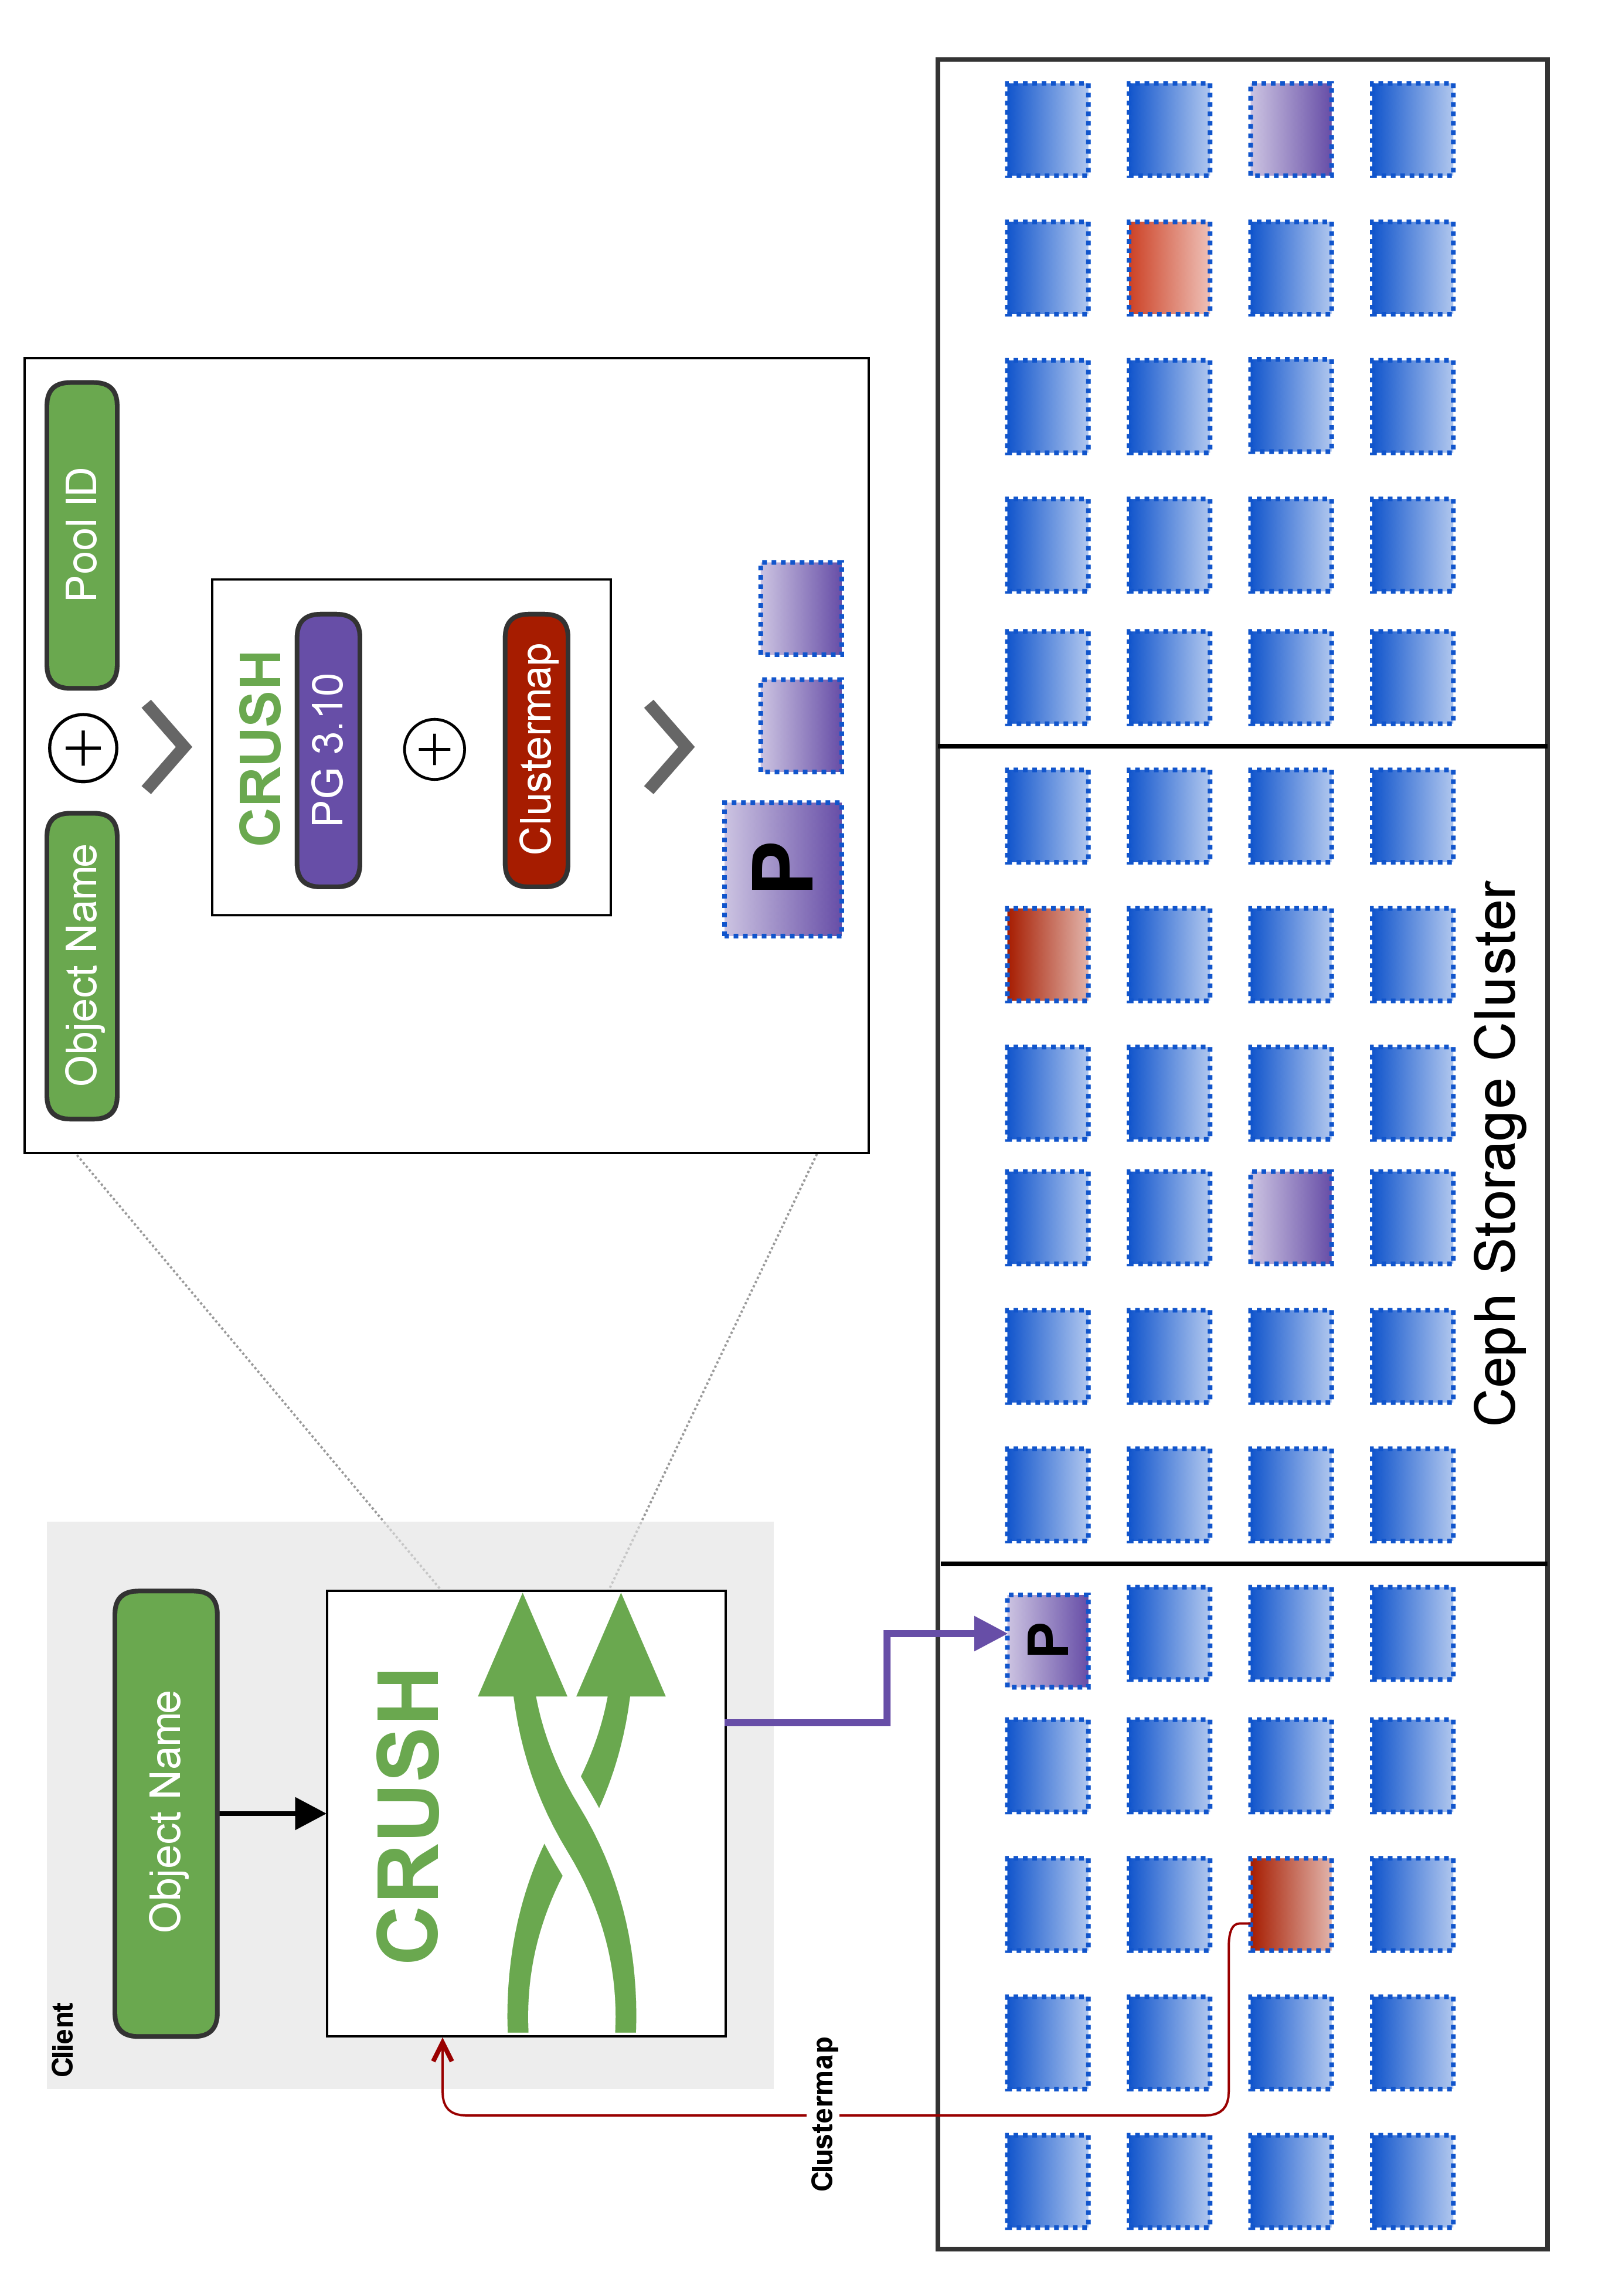 Object Name
Pool ID
CRUSH
PG 3.10
Clustermap
P
Client
Object Name
CRUSH
Clustermap
P
Ceph Storage Cluster